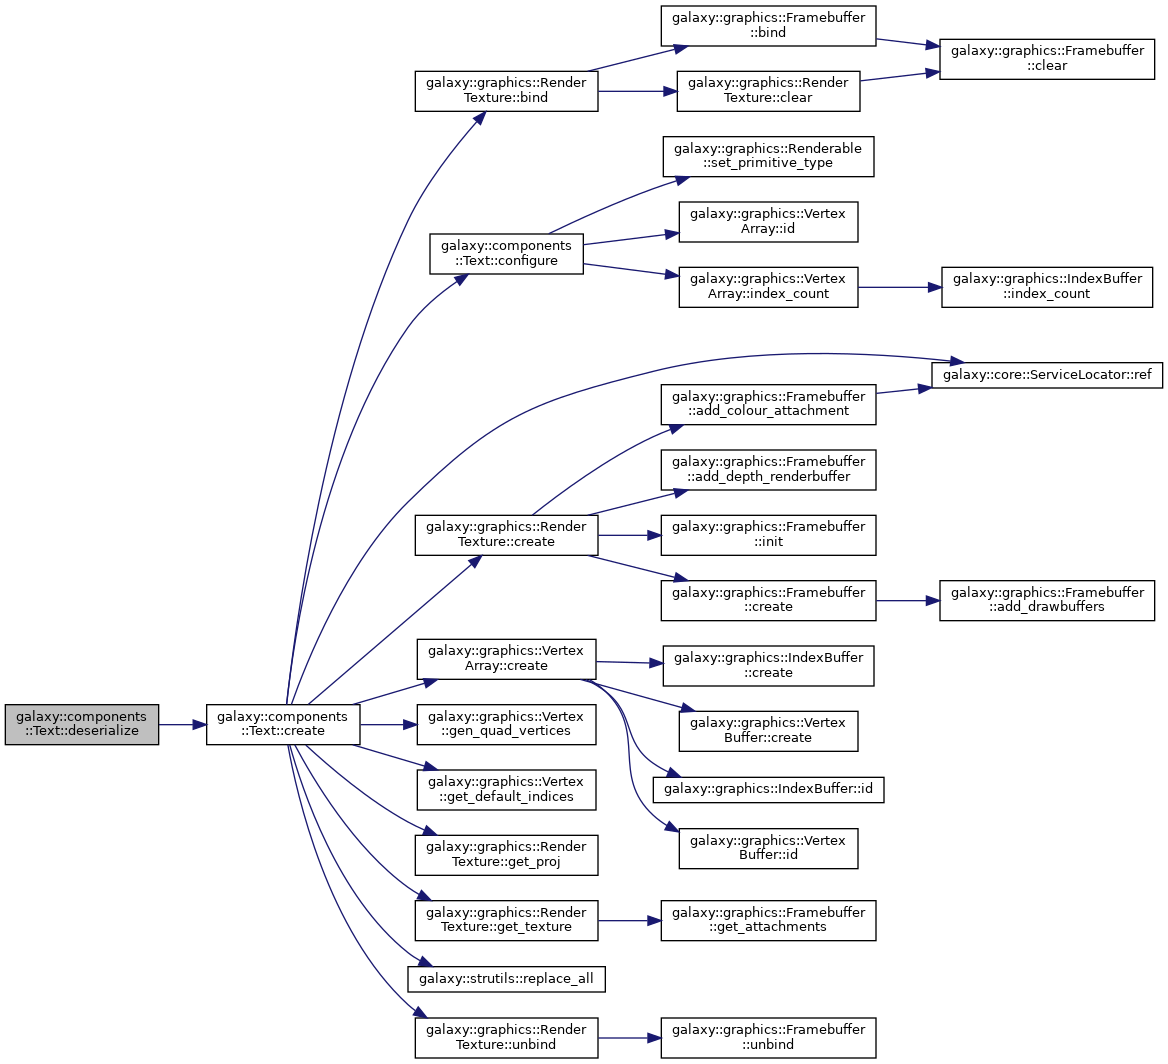 galaxy::graphics::Framebuffer
::bind
galaxy::graphics::Framebuffer
::clear
galaxy::graphics::Render
Texture::bind
galaxy::graphics::Render
Texture::clear
galaxy::graphics::Renderable
::set_primitive_type
galaxy::graphics::Vertex
Array::id
galaxy::components
::Text::configure
galaxy::graphics::Vertex
Array::index_count
galaxy::graphics::IndexBuffer
::index_count
galaxy::core::ServiceLocator::ref
galaxy::graphics::Framebuffer
::add_colour_attachment
galaxy::graphics::Framebuffer
::add_depth_renderbuffer
galaxy::graphics::Render
Texture::create
galaxy::graphics::Framebuffer
::init
galaxy::graphics::Framebuffer
::create
galaxy::graphics::Framebuffer
::add_drawbuffers
galaxy::graphics::Vertex
Array::create
galaxy::graphics::IndexBuffer
::create
galaxy::components
::Text::deserialize
galaxy::components
::Text::create
galaxy::graphics::Vertex
::gen_quad_vertices
galaxy::graphics::Vertex
Buffer::create
galaxy::graphics::Vertex
::get_default_indices
galaxy::graphics::IndexBuffer::id
galaxy::graphics::Render
Texture::get_proj
galaxy::graphics::Vertex
Buffer::id
galaxy::graphics::Render
Texture::get_texture
galaxy::graphics::Framebuffer
::get_attachments
galaxy::strutils::replace_all
galaxy::graphics::Render
Texture::unbind
galaxy::graphics::Framebuffer
::unbind